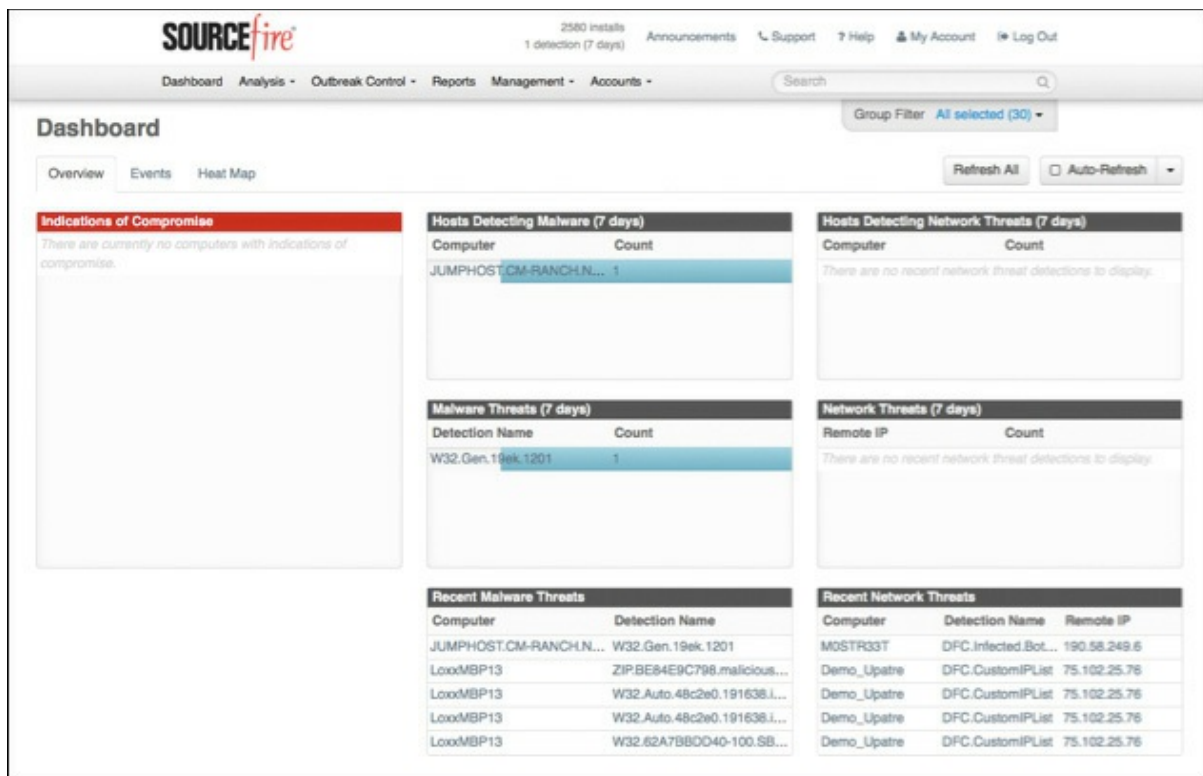 SOURCEfire®
2580 installs
1 detection (7 days)
Announcements
Support
? Help
My Account
Log Out
Dashboard
Analysis
Outbreak Control
Reports
Management
Accounts
Search
Dashboard
Group Filter All selected (30)
Overview
Events
Heat Map
Refresh All
Auto-Refresh
Indications of Compromise
There are currently no computers with indications of
compromise.
Hosts Detecting Malware (7 days)
Computer Count
JUMPHOST.CM-RANCH.N... 1
Hosts Detecting Network Threats (7 days)
Computer Count
There are no recent network threat detections to display.
Malware Threats (7 days)
Detection Name Count
W32.Gen.19ek.1201 1
Network Threats (7 days)
Remote IP Count
There are no recent network threat detections to display.
Recent Malware Threats
Computer Detection Name
JUMPHOST.CM-RANCH.N... W32.Gen.19ek.1201
LoxxMBP13 ZIP.BE84E9C798.malicious...
LoxxMBP13 W32.Auto.48c2e0.191638.i...
LoxxMBP13 W32.Auto.48c2e0.191638.i...
LoxxMBP13 W32.62A7BBDD40-100.SB...
Recent Network Threats
Computer Detection Name Remote IP
M0STR33T DFC.Infected.Bot... 190.58.249.6
Demo_Upatre DFC.CustomIPList 75.102.25.76
Demo_Upatre DFC.CustomIPList 75.102.25.76
Demo_Upatre DFC.CustomIPList 75.102.25.76
Demo_Upatre DFC.CustomIPList 75.102.25.76